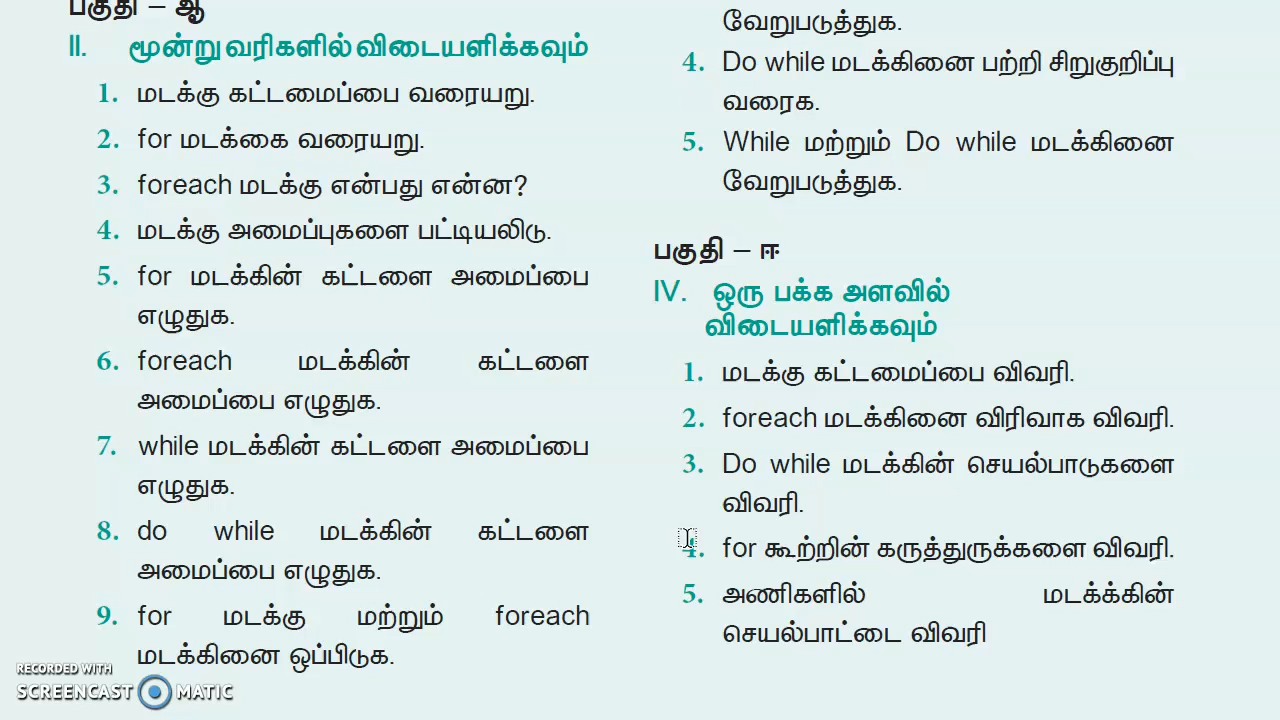 பகுதி – ஆ
II. மூன்று வரிகளில் விடையளிக்கவும்
1. மடக்கு கட்டமைப்பை வரையறு.
2. for மடக்கை வரையறு.
3. foreach மடக்கு என்பது என்ன?
4. மடக்கு அமைப்புகளை பட்டியலிடு.
5. for மடக்கின் கட்டளை அமைப்பை
எழுதுக.
6. foreach மடக்கின் கட்டளை
அமைப்பை எழுதுக.
7. while மடக்கின் கட்டளை அமைப்பை
எழுதுக.
8. do while மடக்கின் கட்டளை
அமைப்பை எழுதுக.
9. for மடக்கு மற்றும் foreach
மடக்கினை ஒப்பிடுக.
வேறுபடுத்துக.
4. Do while மடக்கினை பற்றி சிறுகுறிப்பு
வரைக.
5. While மற்றும் Do while மடக்கினை
வேறுபடுத்துக.
பகுதி – ஈ
IV. ஒரு பக்க அளவில்
விடையளிக்கவும்
1. மடக்கு கட்டமைப்பை விவரி.
2. foreach மடக்கினை விரிவாக விவரி.
3. Do while மடக்கின் செயல்பாடுகளை
விவரி.
4. for கூற்றின் கருத்துருக்களை விவரி.
5. அணிகளில் மடக்க்கின்
செயல்பாட்டை விவரி
RECORDED WITH
SCREENCAST MATIC